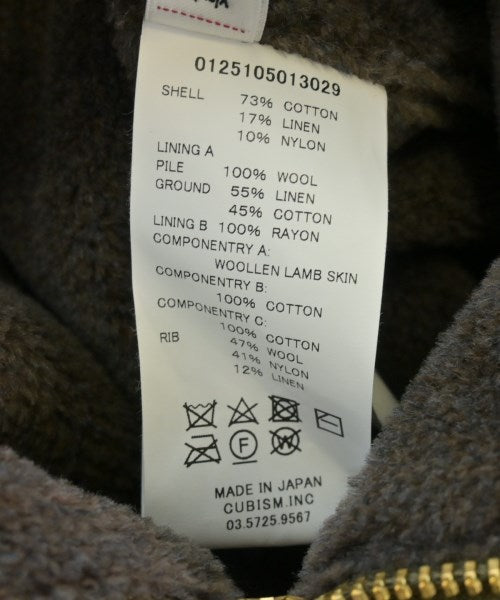 0125105013029
SHELL 73% COTTON
17% LINEN
10% NYLON
LINING A
PILE 100% WOOL
GROUND 55% LINEN
45% COTTON
LINING B 100% RAYON
COMPONENTRY A:
WOOLLEN LAMB SKIN
COMPONENTRY B:
100% COTTON
COMPONENTRY C:
100% COTTON
RIB 47% WOOL
41% NYLON
12% LINEN
F W
MADE IN JAPAN
CUBISM.INC
03.5725.9567